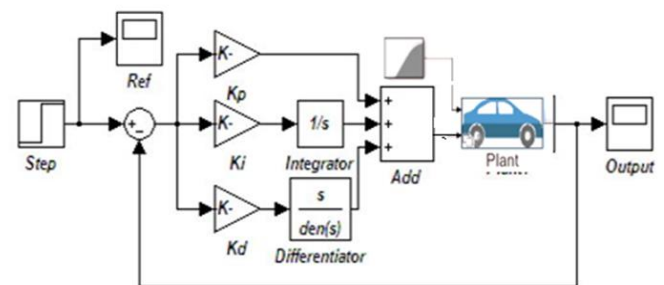 Ref
Step
+
-
K-
Kp
K-
Ki
K-
Kd
1/s
Integrator
s
den(s)
Differentiator
+
+
+
Add
Plant
Output